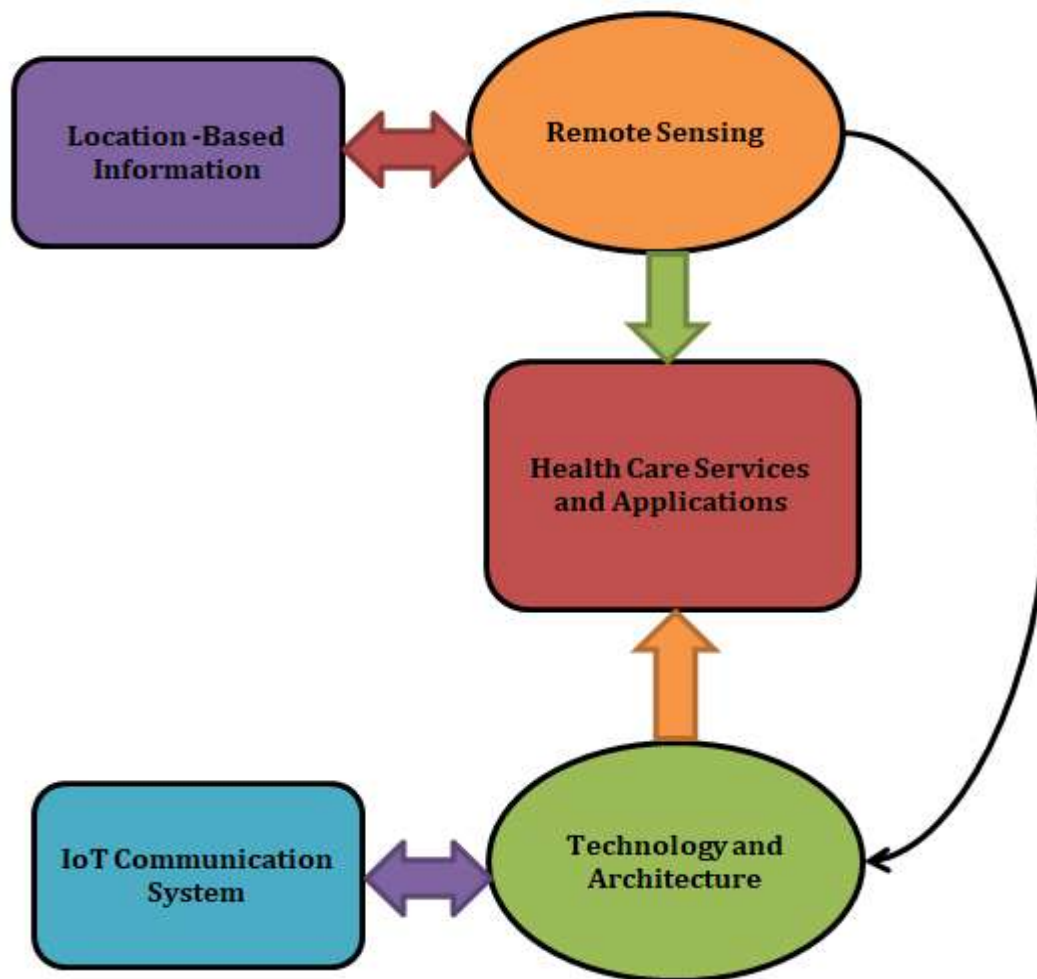 Location -Based
Information
Remote Sensing
Health Care Services
and Applications
IoT Communication
System
Technology and
Architecture